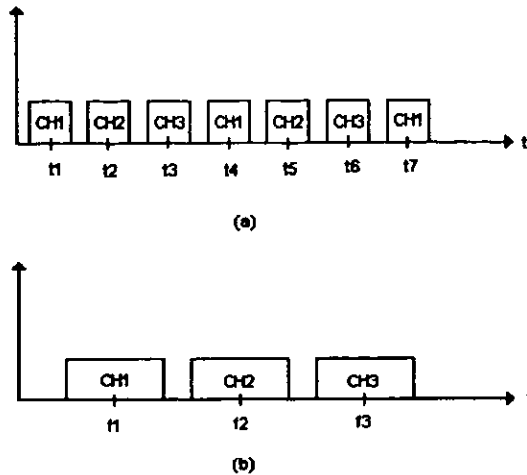 CH1 CH2 CH3 CH1 CH2 CH3 CH1
t
t1 t2 t3 t4 t5 t6 t7
(a)
CH1 CH2 CH3
t1 t2 t3
(b)